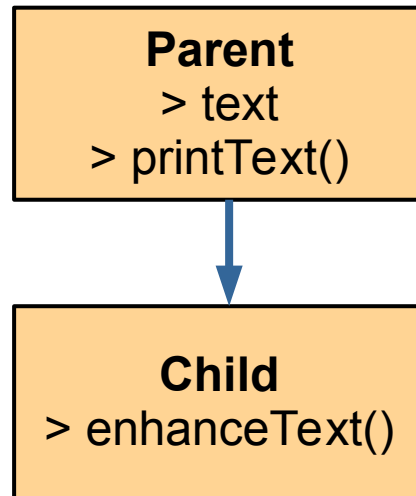 Parent
> text
> printText()
Child
> enhanceText()